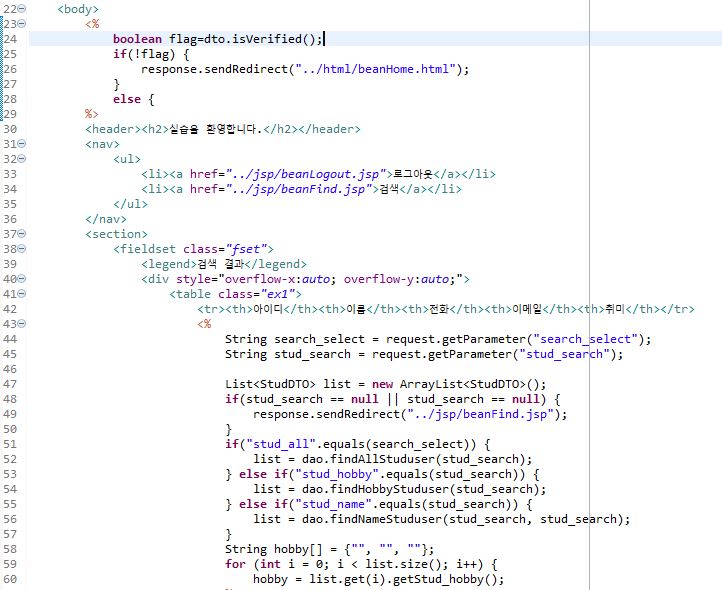 22 <body>
23 <%
24 boolean flag=dto.isVerified();
25 if(!flag) {
26 response.sendRedirect("../html/beanHome.html");
27 }
28 else {
29 %>
30 <header><h2>실습을 환영합니다.</h2></header>
31 <nav>
32 <ul>
33 <li><a href="../jsp/beanLogout.jsp">로그아웃</a></li>
34 <li><a href="../jsp/beanFind.jsp">검색</a></li>
35 </ul>
36 </nav>
37 <section>
38 <fieldset class="fset">
39 <legend>검색 결과</legend>
40 <div style="overflow-x:auto; overflow-y:auto;">
41 <table class="ex1">
42 <tr><th>아이디</th><th>이름</th><th>전화</th><th>이메일</th><th>취미</th></tr>
43 <%
44 String search_select = request.getParameter("search_select");
45 String stud_search = request.getParameter("stud_search");
46
47 List<StudDTO> list = new ArrayList<StudDTO>();
48 if(stud_search == null || stud_search == null) {
49 response.sendRedirect("../jsp/beanFind.jsp");
50 }
51 if("stud_all".equals(search_select)) {
52 list = dao.findAllStuduser(stud_search);
53 } else if("stud_hobby".equals(stud_search)) {
54 list = dao.findHobbyStuduser(stud_search);
55 } else if("stud_name".equals(stud_search)) {
56 list = dao.findNameStuduser(stud_search, stud_search);
57 }
58 String hobby[] = {"", "", ""};
59 for (int i = 0; i < list.size(); i++) {
60 hobby = list.get(i).getStud_hobby();